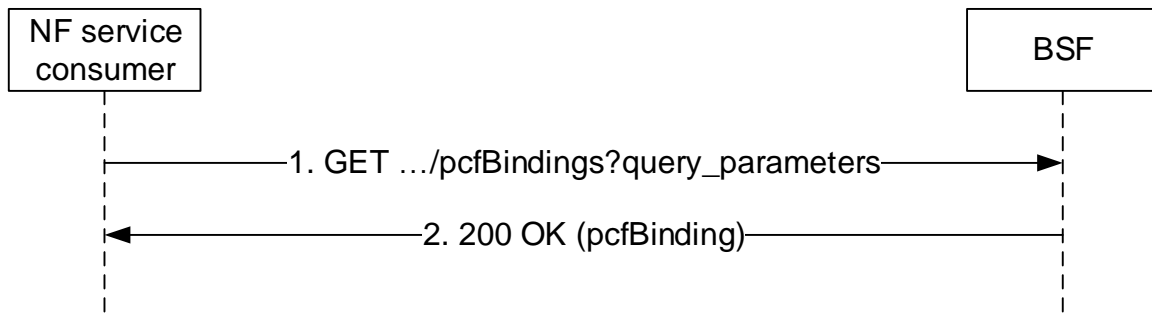 NF service
consumer
BSF
1. GET …/pcfBindings?query_parameters
2. 200 OK (pcfBinding)